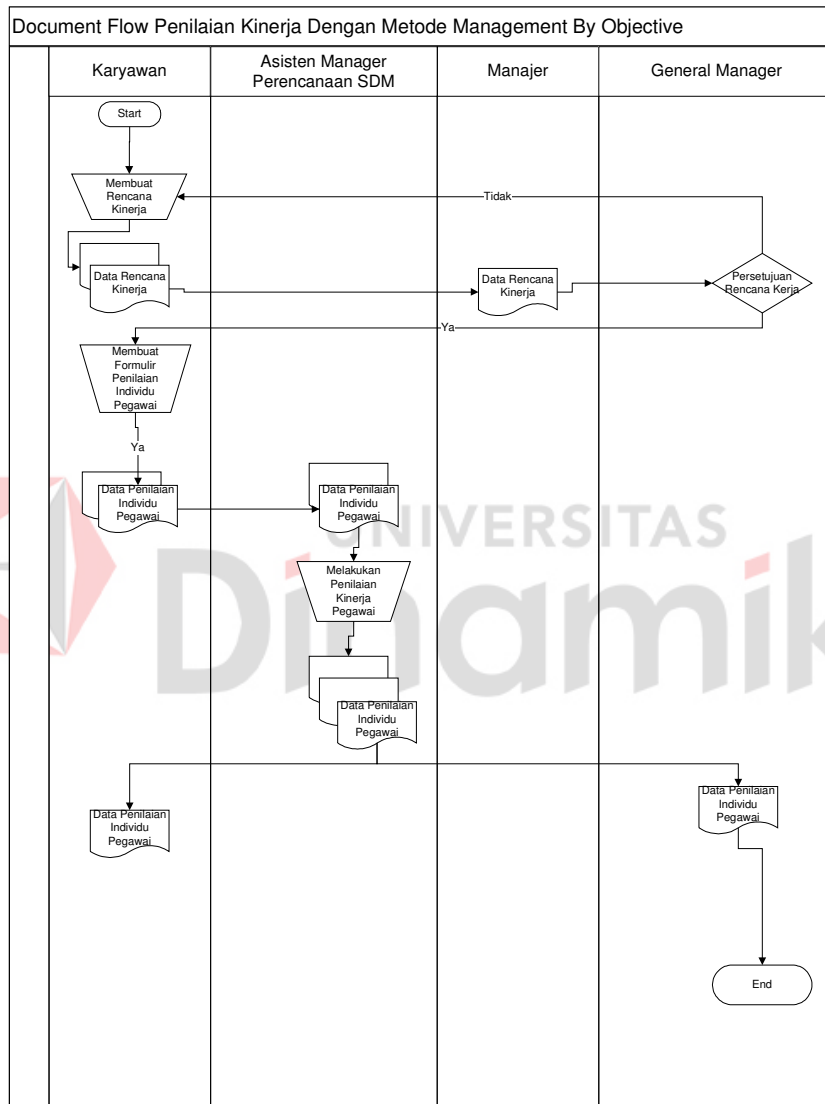 Document Flow Penilaian Kinerja Dengan Metode Management By Objective
Karyawan
Asisten Manager
Perencanaan SDM
Manajer
General Manager
Start
Membuat
Rencana
Kinerja
Tidak
Data Rencana
Kinerja
Data Rencana
Kinerja
Persetujuan
Rencana Kerja
Ya
Membuat
Formulir
Penilaian
Individu
Pegawai
Ya
Data Penilaian
Individu
Pegawai
Data Penilaian
Individu
Pegawai
UNIVERSITAS
Dinamik
Melakukan
Penilaian
Kinerja
Pegawai
Data Penilaian
Individu
Pegawai
Data Penilaian
Individu
Pegawai
Data Penilaian
Individu
Pegawai
End